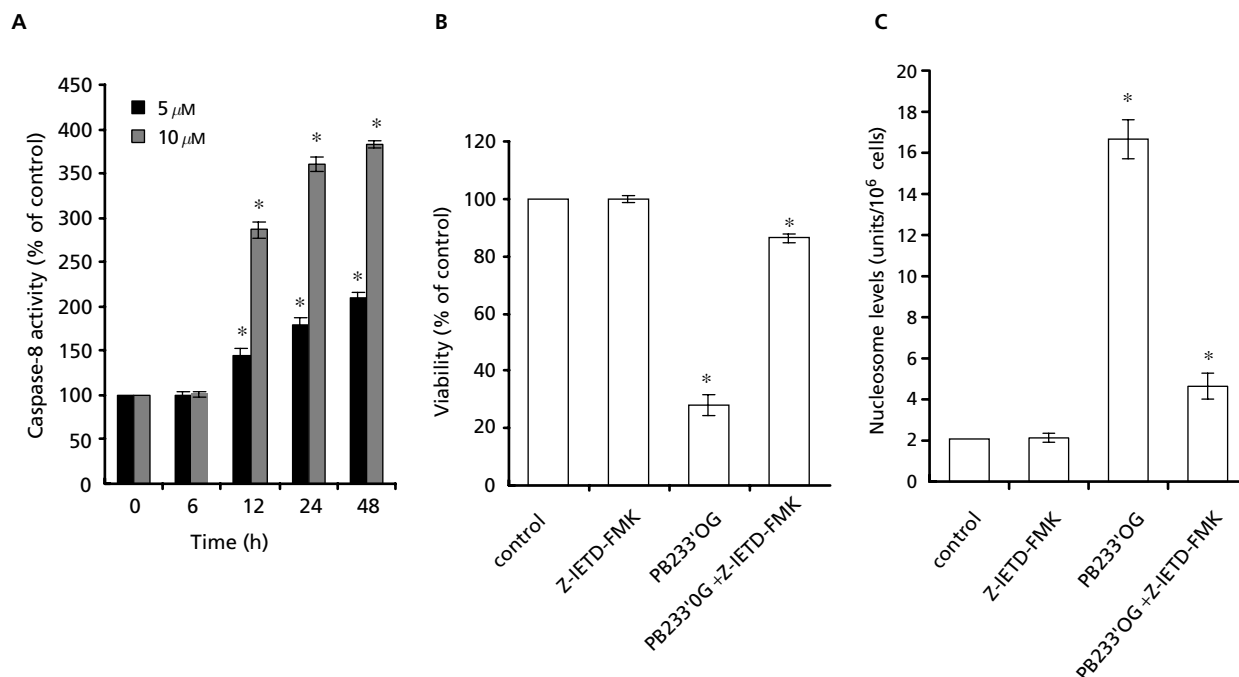 A
Caspase-8 activity (% of control)
450
400
350
300
250
200
150
100
50
0
5 μM
10 μM
*
*
*
*
*
*
0 6 12 24 48
Time (h)
B
Viability (% of control)
120
100
80
60
40
20
0
*
*
control
Z-IETD-FMK
PB233'OG
PB233'0G +Z-IETD-FMK
C
Nucleosome levels (units/10⁶ cells)
20
18
16
14
12
10
8
6
4
2
0
*
*
control
Z-IETD-FMK
PB233'OG
PB233'OG +Z-IETD-FMK